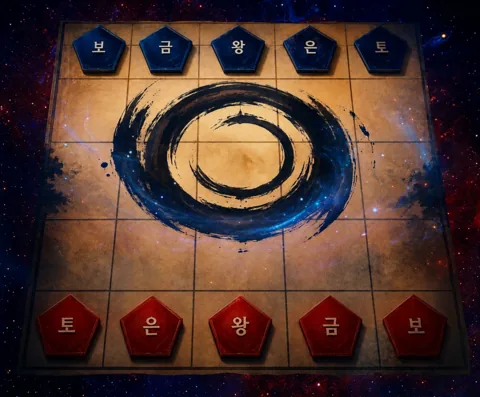 보 금 왕 은 토
토 은 왕 금 보